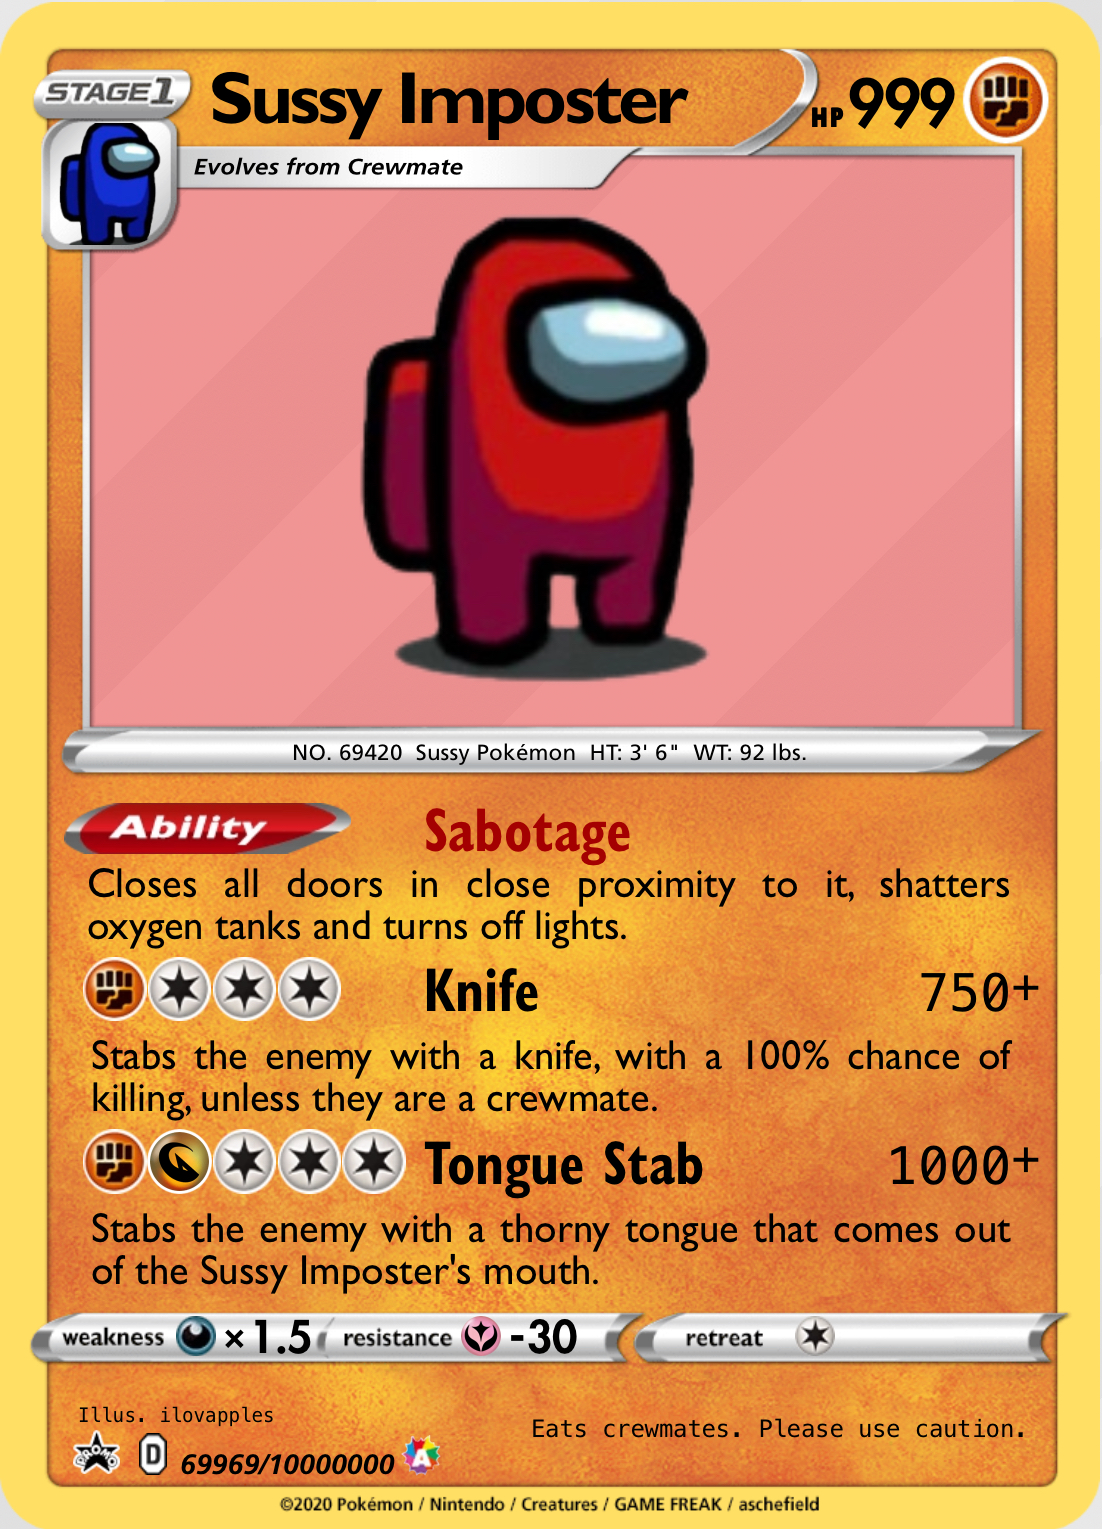 STAGE1
Sussy Imposter
HP 999
Evolves from Crewmate
NO. 69420 Sussy Pokémon HT: 3' 6" WT: 92 lbs.
Ability Sabotage
Closes all doors in close proximity to it, shatters
oxygen tanks and turns off lights.
Knife 750+
Stabs the enemy with a knife, with a 100% chance of
killing, unless they are a crewmate.
Tongue Stab 1000+
Stabs the enemy with a thorny tongue that comes out
of the Sussy Imposter's mouth.
weakness ×1.5 resistance -30 retreat
Illus. ilovapples
Eats crewmates. Please use caution.
PROMO D 69969/10000000 A
©2020 Pokémon / Nintendo / Creatures / GAME FREAK / aschefield